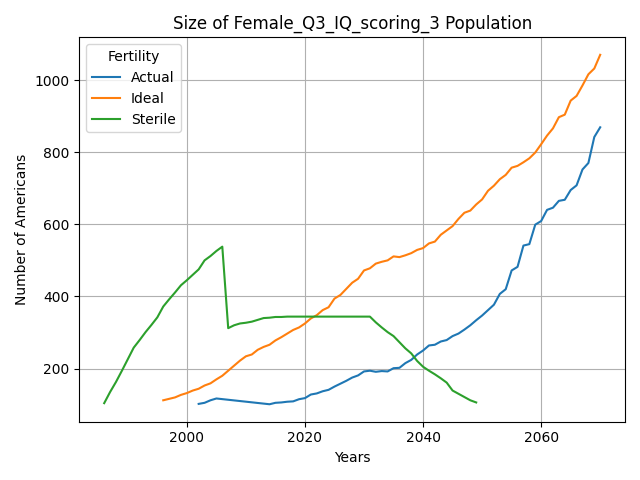 Size of Female_Q3_IQ_scoring_3 Population
Fertility
Actual
Ideal
Sterile
Number of Americans
1000
800
600
400
200
2000
2020
2040
2060
Years